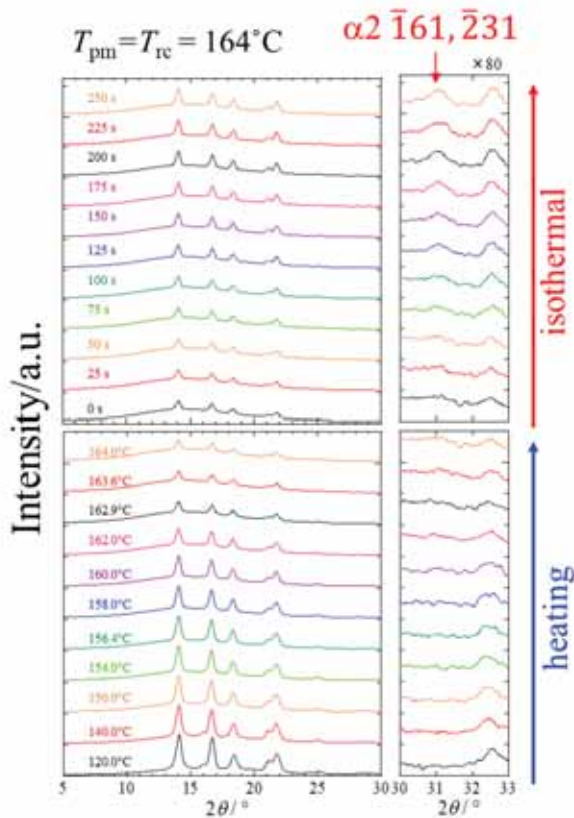 T_pm = T_rc = 164°C
α2 1̅61, 2̅31
×80
250 s
225 s
200 s
175 s
150 s
125 s
100 s
75 s
50 s
25 s
0 s
isothermal
Intensity/a.u.
164.0°C
163.6°C
162.9°C
162.0°C
160.0°C
158.0°C
156.4°C
154.0°C
150.0°C
140.0°C
120.0°C
heating
5 10 15 20 25 30
30 31 32 33
2θ/° 2θ/°